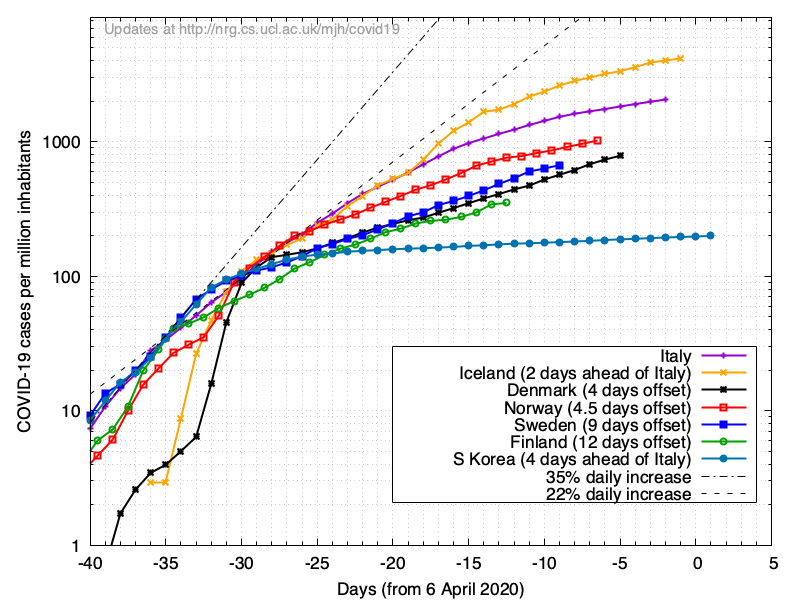 Updates at http://nrg.cs.ucl.ac.uk/mjh/covid19
COVID-19 cases per million inhabitants
1000
100
10
1
Italy
Iceland (2 days ahead of Italy)
Denmark (4 days offset)
Norway (4.5 days offset)
Sweden (9 days offset)
Finland (12 days offset)
S Korea (4 days ahead of Italy)
35% daily increase
22% daily increase
-40 -35 -30 -25 -20 -15 -10 -5 0 5
Days (from 6 April 2020)